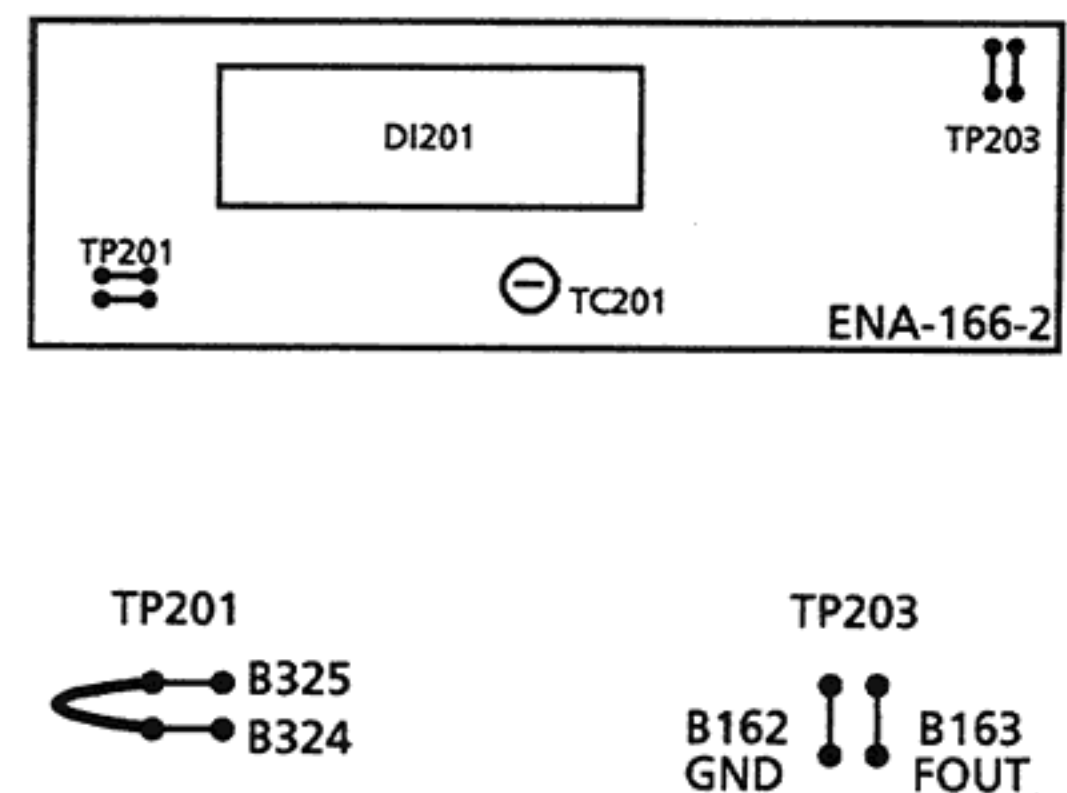 DI201
TP203
TP201
TC201
ENA-166-2
TP201
B325
B324
TP203
B162
GND
B163
FOUT